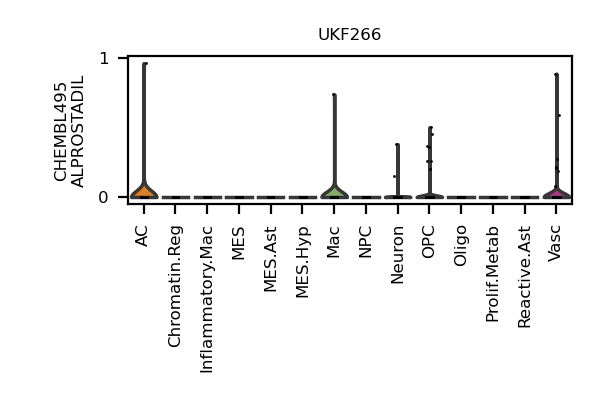 UKF266
CHEMBL495
ALPROSTADIL
1
0
AC
Chromatin.Reg
Inflammatory.Mac
MES
MES.Ast
MES.Hyp
Mac
NPC
Neuron
OPC
Oligo
Prolif.Metab
Reactive.Ast
Vasc